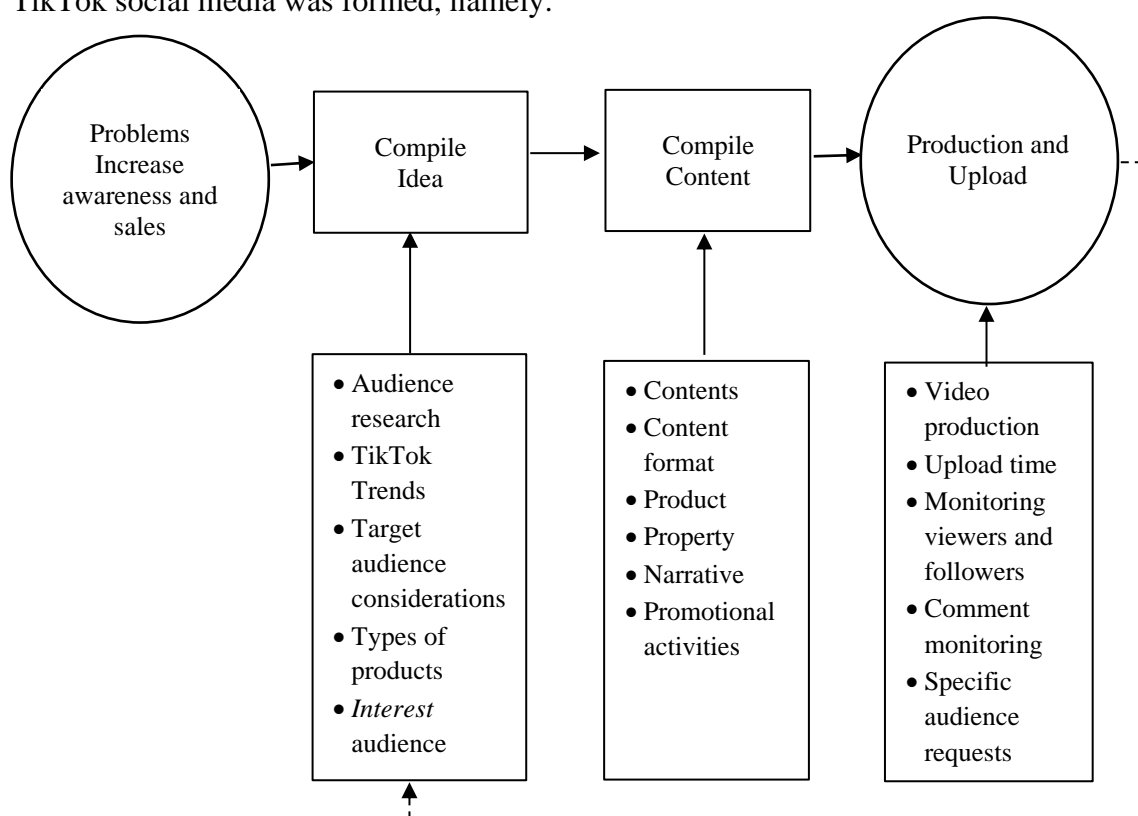 TikTok social media was formed, namely:
Problems
Increase
awareness and
sales
Compile
Idea
Compile
Content
Production and
Upload
• Audience
research
• TikTok
Trends
• Target
audience
considerations
• Types of
products
• Interest
audience
• Contents
• Content
format
• Product
• Property
• Narrative
• Promotional
activities
• Video
production
• Upload time
• Monitoring
viewers and
followers
• Comment
monitoring
• Specific
audience
requests